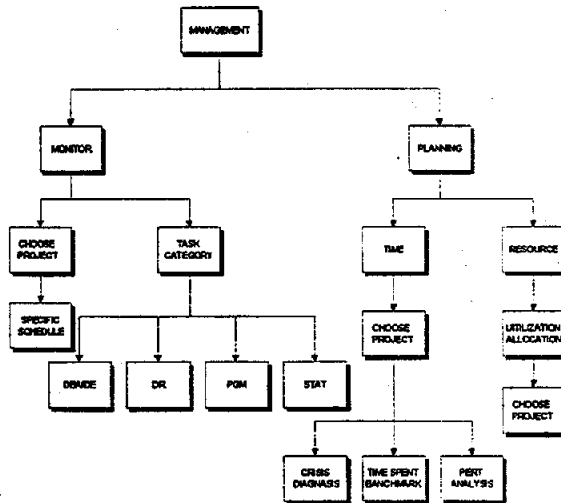 MANAGEMENT
MONITOR
PLANNING
CHOOSE
PROJECT
TASK
CATEGORY
TIME
RESOURCE
SPECIFIC
SCHEDULE
CHOOSE
PROJECT
UTILIZATION
ALLOCATION
DR
PGM
STAT
CHOOSE
PROJECT
CRISIS
DIAGNOSIS
TIME SPENT
BANCHMARK
PERT
ANALYSIS